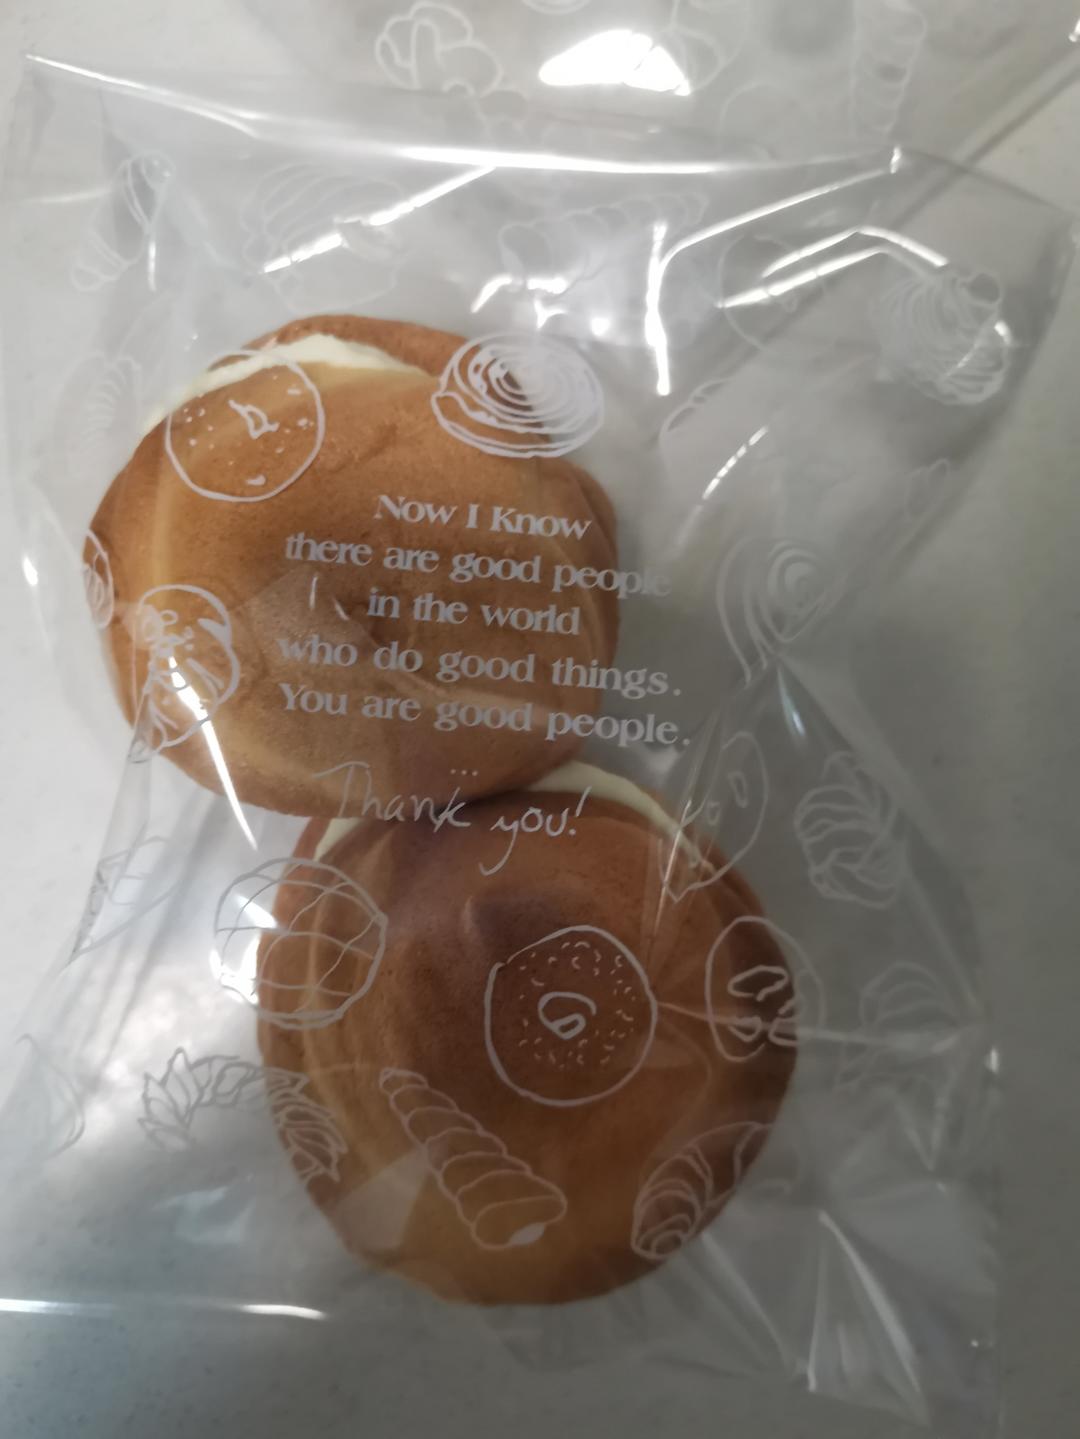 Now I Know
there are good people
in the world
who do good things.
You are good people.
...
Thank you!